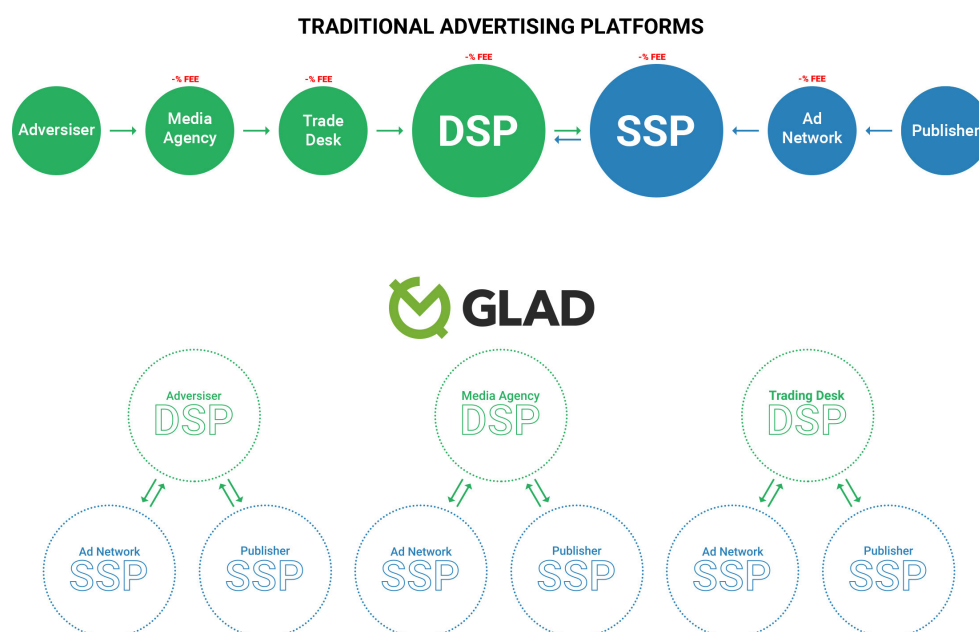 TRADITIONAL ADVERTISING PLATFORMS
-% FEE
-% FEE
-% FEE
-% FEE
-% FEE
Adversiser
Media
Agency
Trade
Desk
DSP
SSP
Ad
Network
Publisher
GLAD
Adversiser
DSP
Media Agency
DSP
Trading Desk
DSP
Ad Network
SSP
Publisher
SSP
Ad Network
SSP
Publisher
SSP
Ad Network
SSP
Publisher
SSP